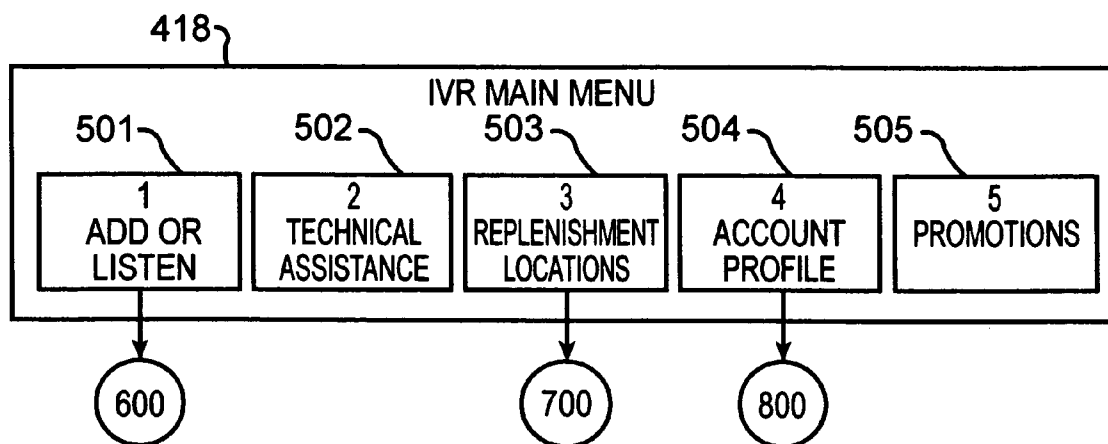 418
IVR MAIN MENU
501
502
503
504
505
1
ADD OR
LISTEN
2
TECHNICAL
ASSISTANCE
3
REPLENISHMENT
LOCATIONS
4
ACCOUNT
PROFILE
5
PROMOTIONS
600
700
800